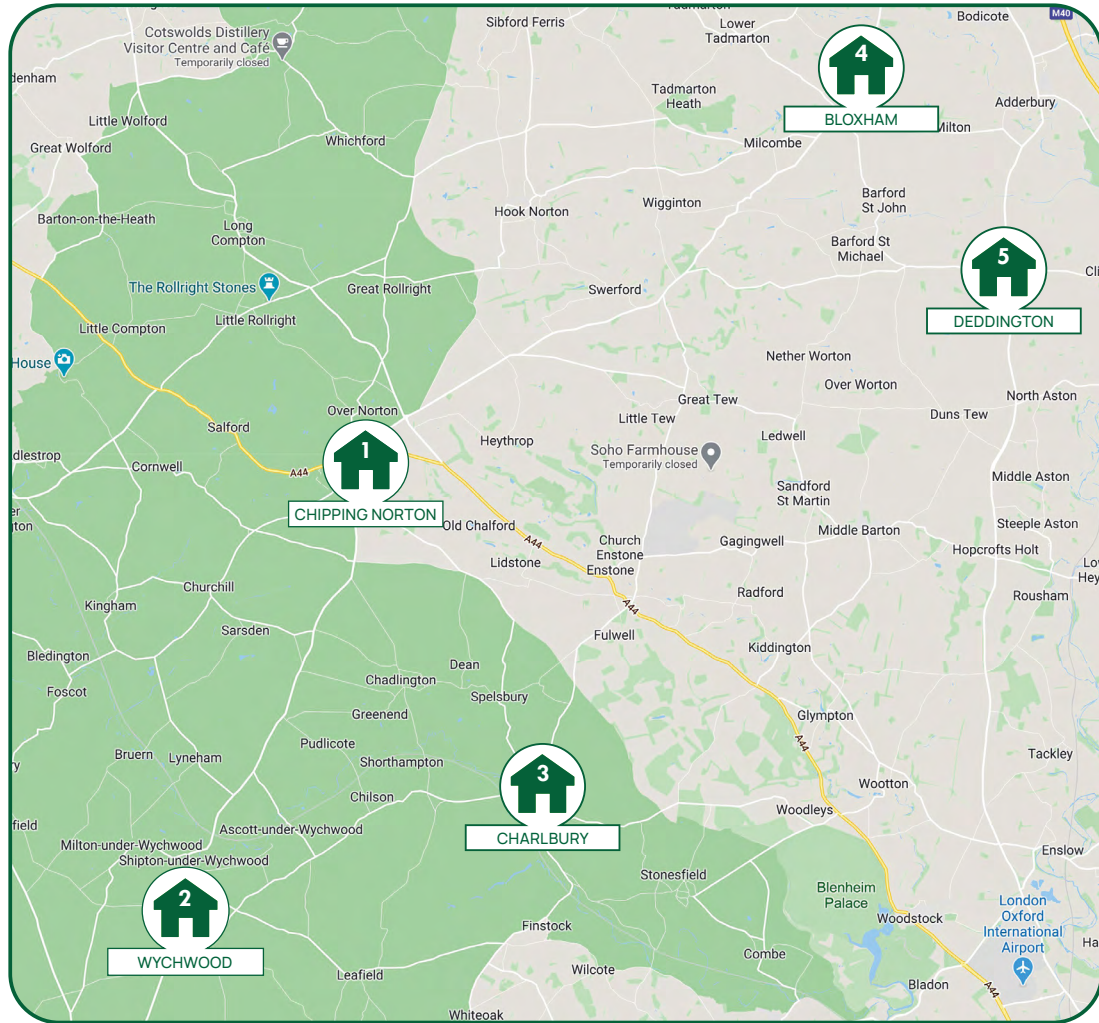 Sibford Ferris
Lower
Tadmarton
Bodicote
M40
Cotswolds Distillery
Visitor Centre and Café
Temporarily closed
4
denham
Tadmarton
Heath
Adderbury
BLOXHAM
Little Wolford
Milton
Great Wolford
Whichford
Milcombe
Barford
St John
Wigginton
Hook Norton
Barton-on-the-Heath
Long
Compton
Barford St
Michael
5
The Rollright Stones
Great Rollright
Swerford
Little Rollright
DEDDINGTON
Little Compton
House
Nether Worton
Over Worton
North Aston
Great Tew
Over Norton
Little Tew
Duns Tew
Salford
Heythrop
Ledwell
1
Soho Farmhouse
Temporarily closed
dlestrop
Cornwell
A44
Middle Aston
Sandford
St Martin
CHIPPING NORTON
Old Chalford
Steeple Aston
Middle Barton
A44
Church
Enstone
Enstone
Gagingwell
Hopcrofts Holt
Lidstone
Churchill
Radford
Rousham
Kingham
A44
Sarsden
Fulwell
Kiddington
Bledington
Dean
Chadlington
Foscot
Spelsbury
Greenend
Glympton
Pudlicote
A44
Bruern
Lyneham
Shorthampton
Tackley
3
Wootton
Chilson
Woodleys
field
Ascott-under-Wychwood
CHARLBURY
Milton-under-Wychwood
Shipton-under-Wychwood
Enslow
Stonesfield
2
Blenheim
Palace
London
Oxford
International
Airport
Woodstock
Finstock
WYCHWOOD
Combe
Wilcote
Leafield
Bladon
A44
Whiteoak